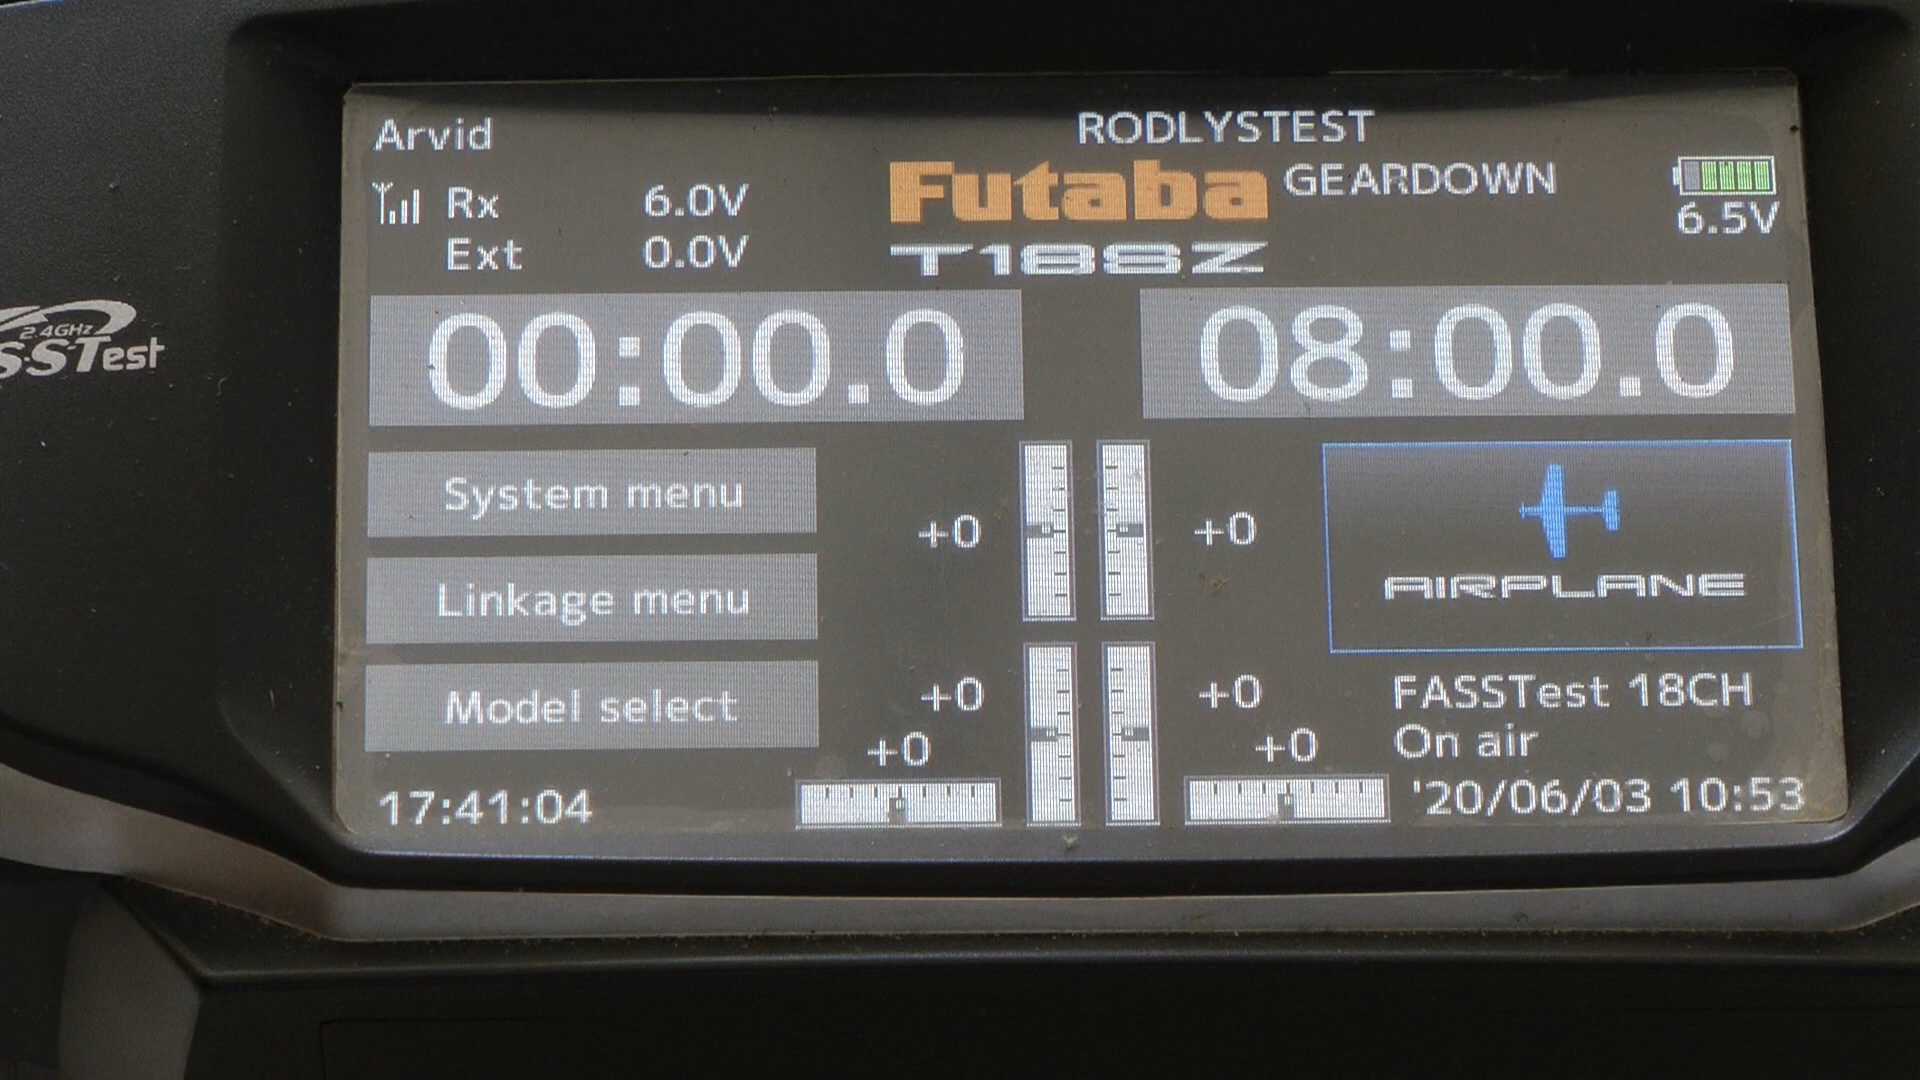 Arvid
RODLYSTEST
Rx 6.0V
Futaba
GEARDOWN
6.5V
Ext 0.0V
T18SZ
2.4GHz
00:00.0
08:00.0
System menu
+0
+0
AIRPLANE
Linkage menu
Model select
+0
+0
FASSTest 18CH
+0
+0
On air
17:41:04
'20/06/03 10:53